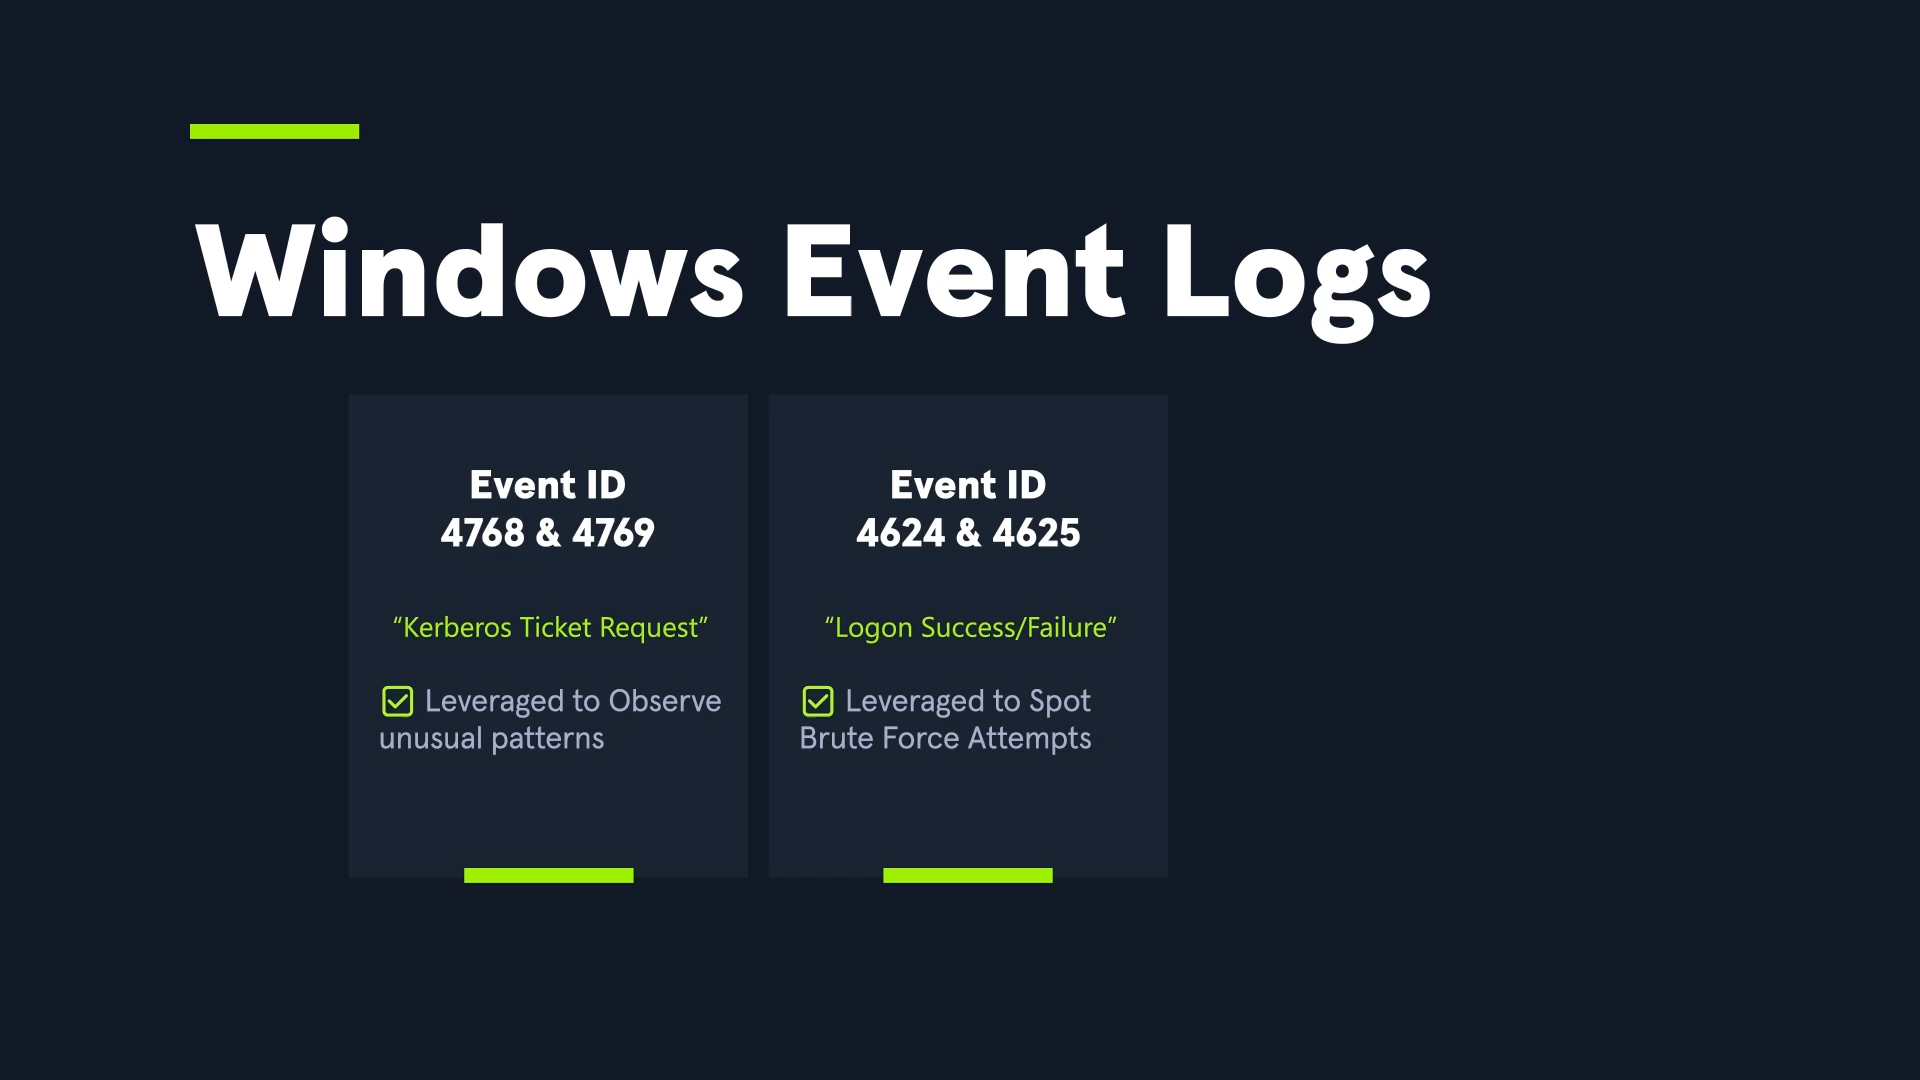 Windows Event Logs
Event ID
4768 & 4769
“Kerberos Ticket Request”
Leveraged to Observe
unusual patterns
Event ID
4624 & 4625
“Logon Success/Failure”
Leveraged to Spot
Brute Force Attempts